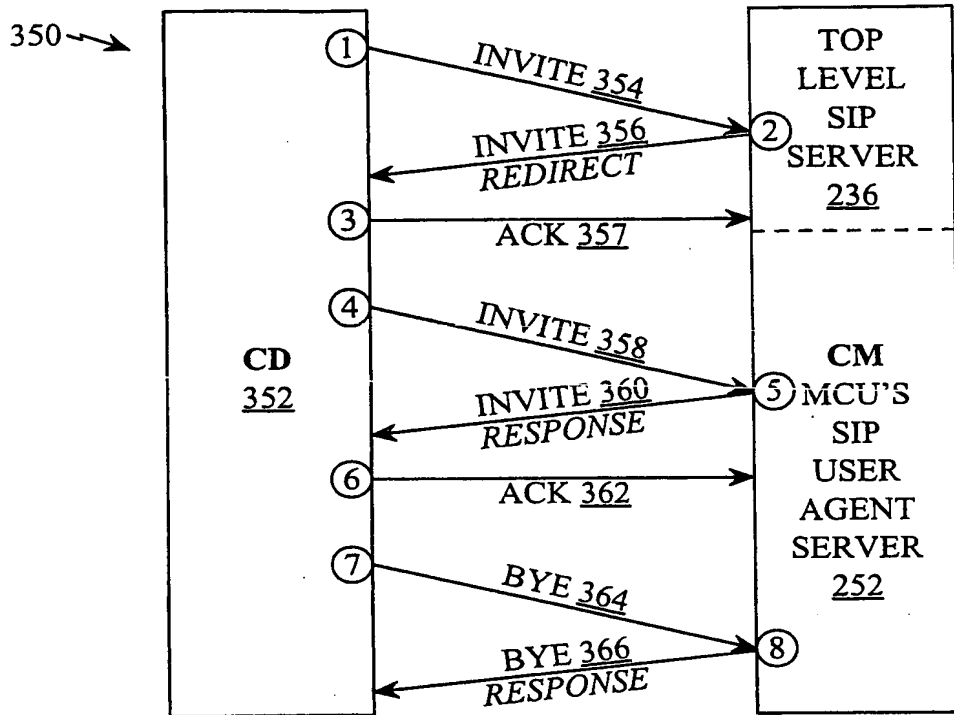 350
1
INVITE 354
2
INVITE 356
REDIRECT
3
ACK 357
TOP
LEVEL
SIP
SERVER
236
4
INVITE 358
5
INVITE 360
RESPONSE
6
ACK 362
7
BYE 364
8
BYE 366
RESPONSE
CD
352
CM
MCU'S
SIP
USER
AGENT
SERVER
252